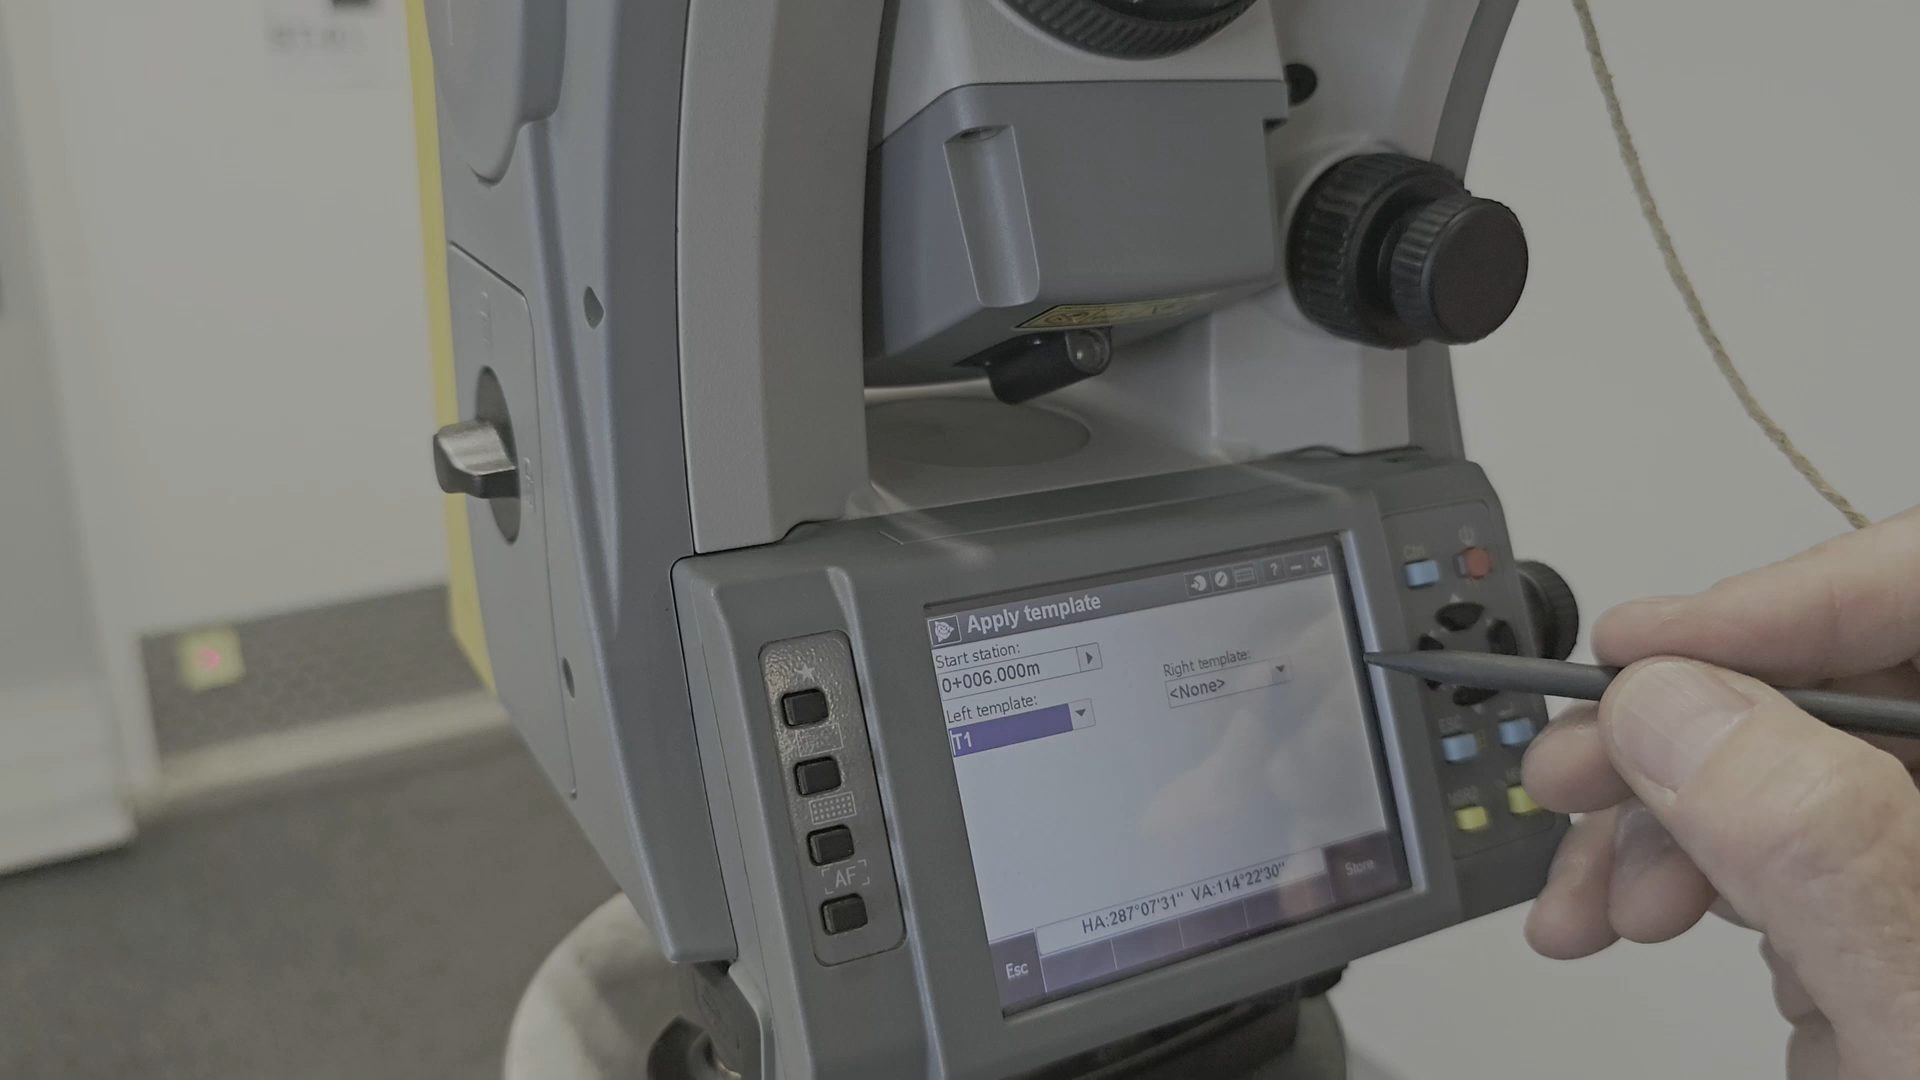 Apply template
? – X
Start station:
0+006.000m
Right template:
<None>
Left template:
T1
HA:287°07'31" VA:114°22'30"
Store
Esc
AF